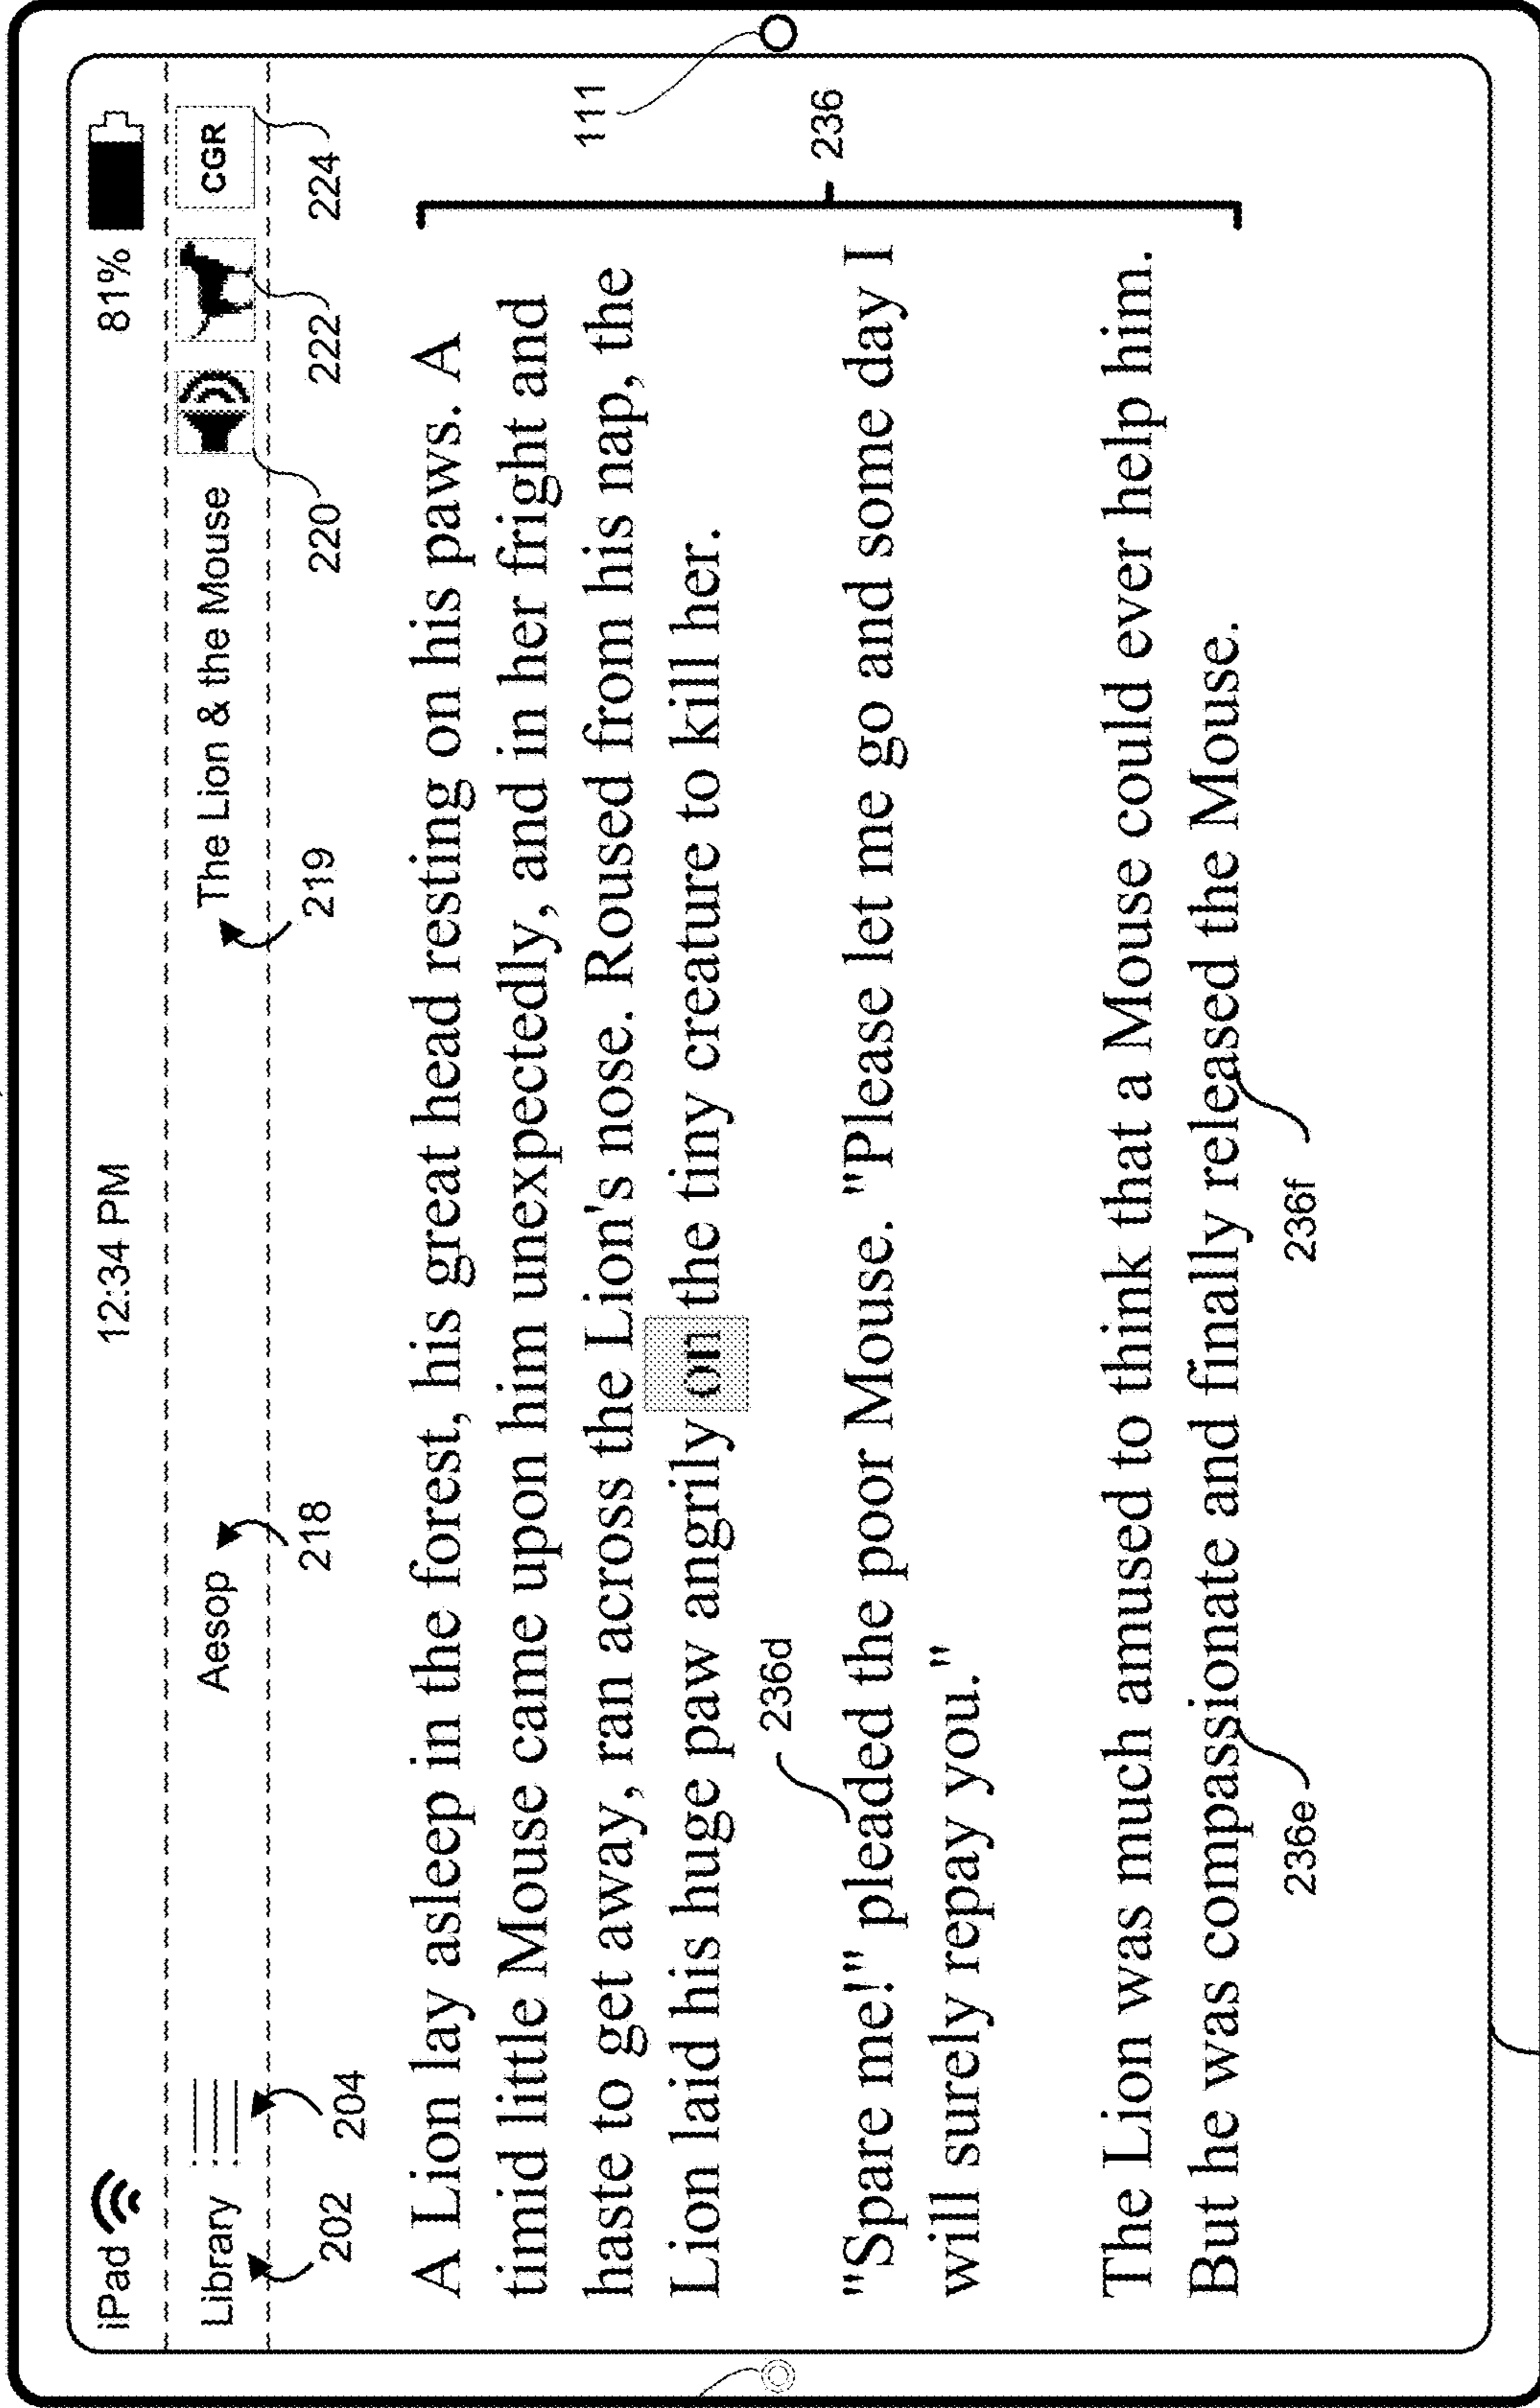 iPad 12:34 PM 81%
Library Aesop The Lion & the Mouse CGR
202 204 218 219 220 222 224
A Lion lay asleep in the forest, his great head resting on his paws. A
timid little Mouse came upon him unexpectedly, and in her fright and
haste to get away, ran across the Lion's nose. Roused from his nap, the
Lion laid his huge paw angrily on the tiny creature to kill her.
111
236d
236
"Spare me!" pleaded the poor Mouse. "Please let me go and some day I
will surely repay you."
The Lion was much amused to think that a Mouse could ever help him.
But he was compassionate and finally released the Mouse.
236e 236f